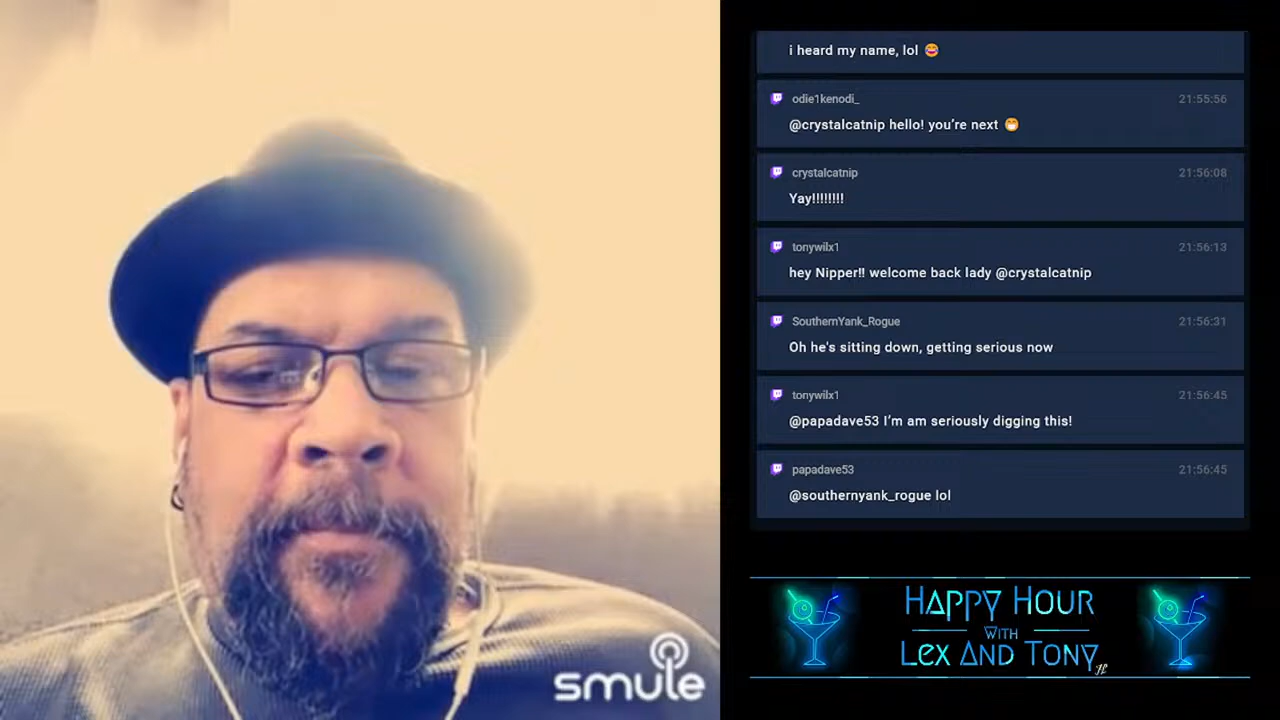 i heard my name, lol 😂
odie1kenodi_ 21:55:56
@crystalcatnip hello! you're next 😁
crystalcatnip 21:56:08
Yay!!!!!!!!
tonywilx1 21:56:13
hey Nipper!! welcome back lady @crystalcatnip
SouthernYank_Rogue 21:56:31
Oh he's sitting down, getting serious now
tonywilx1 21:56:45
@papadave53 I'm am seriously digging this!
papadave53 21:56:45
@southernyank_rogue lol
smule
Happy Hour
with
Lex And Tony